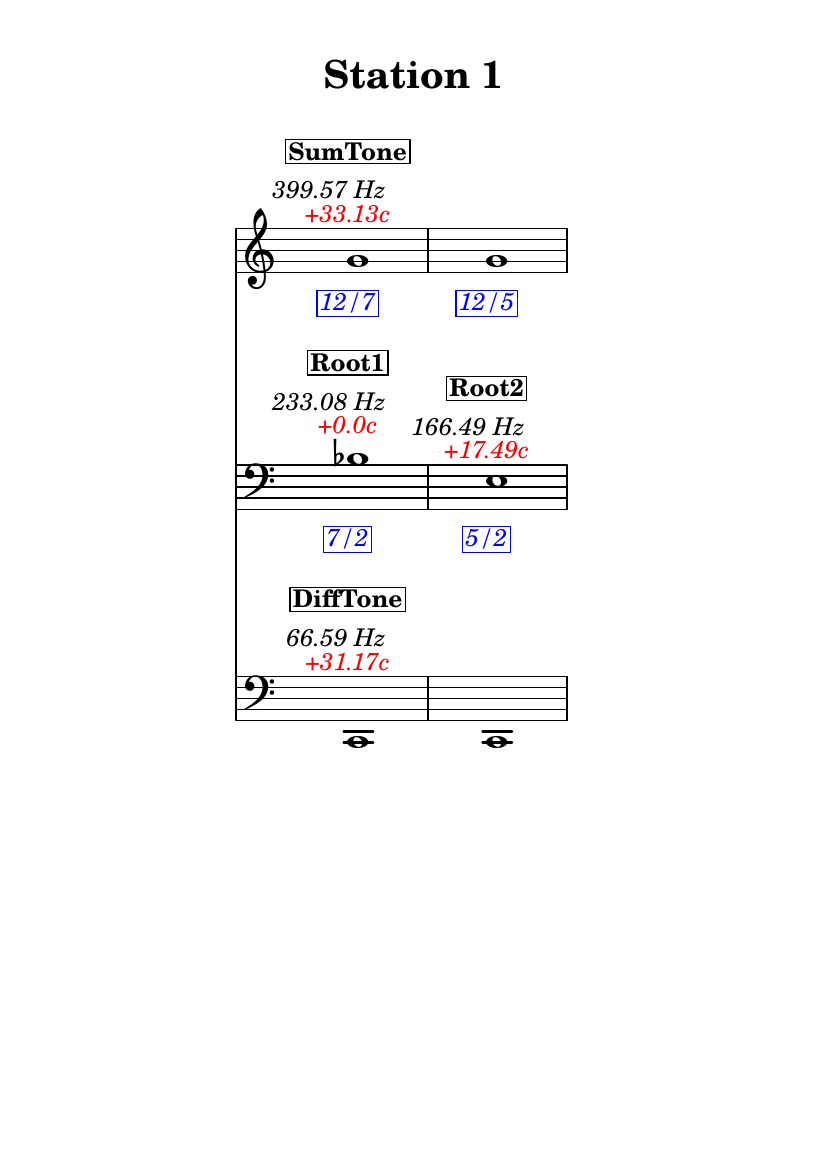 Station 1
SumTone
399.57 Hz
+33.13c
12/7
12/5
Root1
233.08 Hz
+0.0c
Root2
166.49 Hz
+17.49c
7/2
5/2
DiffTone
66.59 Hz
+31.17c